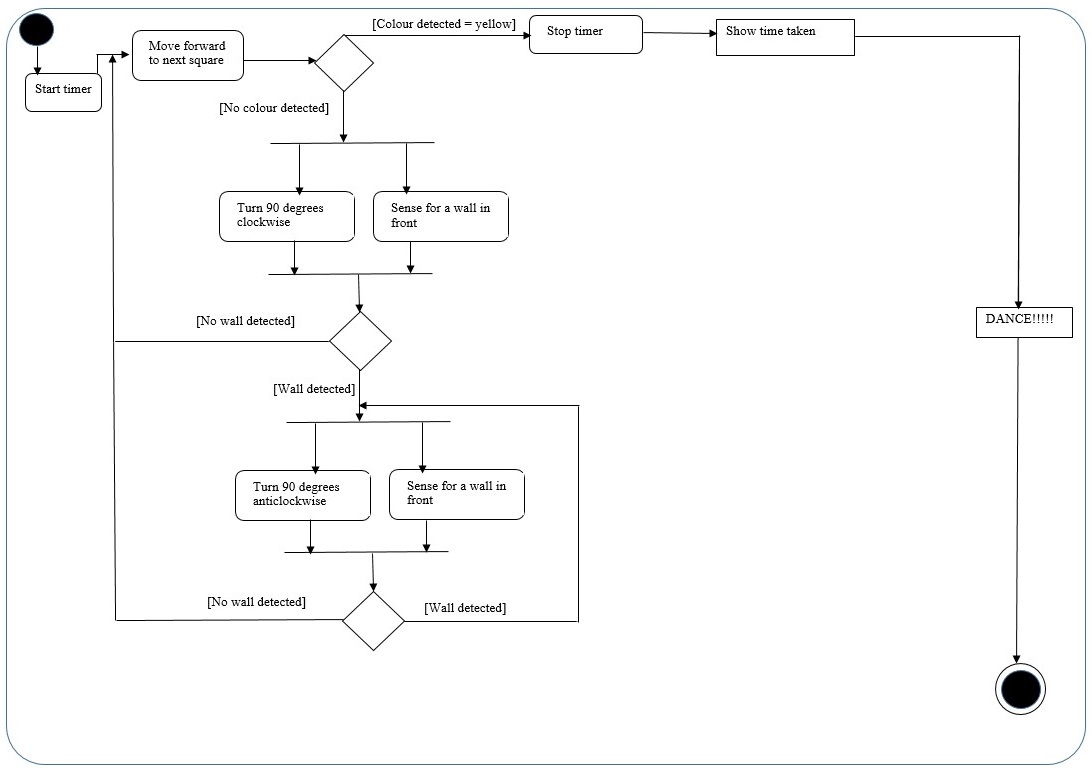 [Colour detected = yellow]
Stop timer
Show time taken
Move forward
to next square
Start timer
[No colour detected]
Turn 90 degrees
clockwise
Sense for a wall in
front
[No wall detected]
DANCE!!!!!
[Wall detected]
Turn 90 degrees
anticlockwise
Sense for a wall in
front
[No wall detected]
[Wall detected]